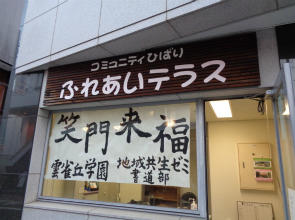 コミュニティひばり
ふれあいテラス
笑門来福
雲雀丘学園 地域共生ゼミ
書道部